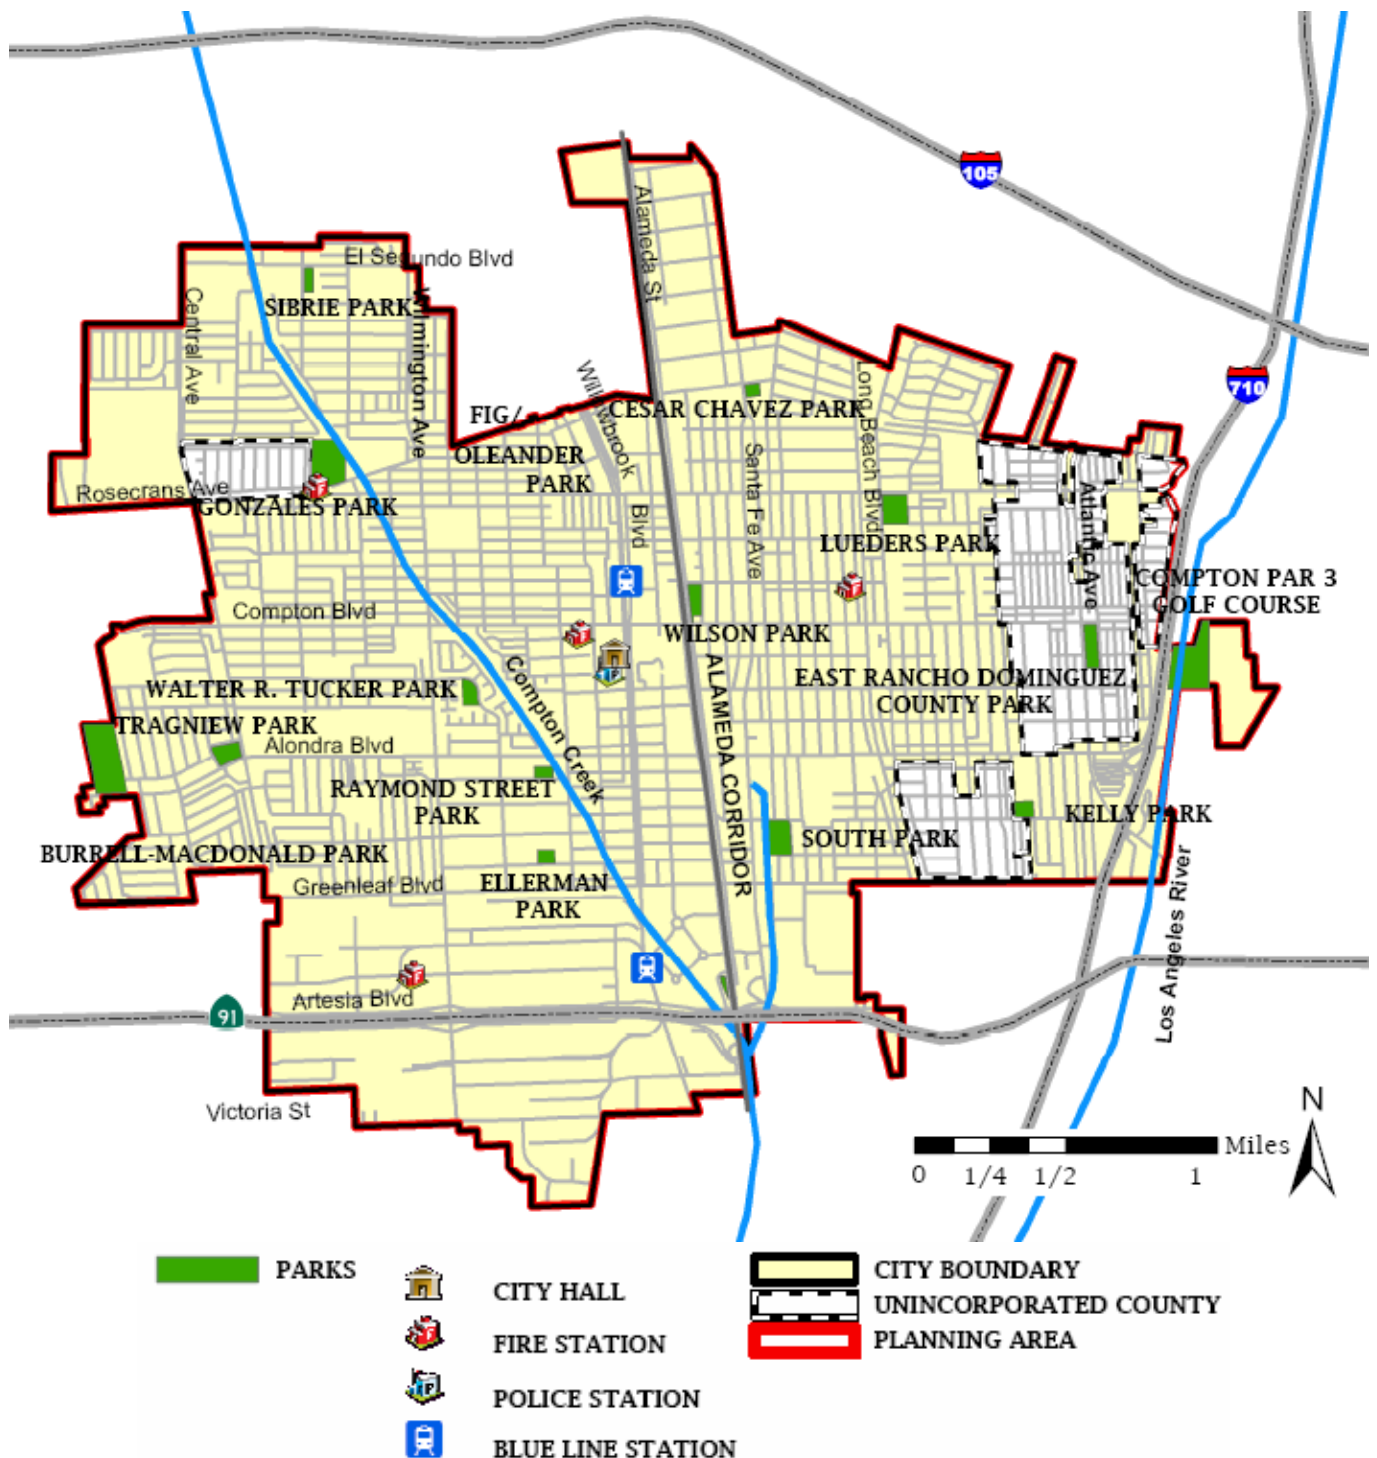 105
Alameda St
El Segundo Blvd
SIBRIE PARK
Central Ave
Wilmington Ave
710
Willowbrook
Blvd
FIG/
OLEANDER
PARK
CESAR CHAVEZ PARK
Long Beach Blvd
Santa Fe Ave
Rosecrans Ave
GONZALES PARK
Atlantic Ave
LUEDERS PARK
COMPTON PAR 3
GOLF COURSE
Compton Blvd
WILSON PARK
Compton Creek
ALAMEDA CORRIDOR
EAST RANCHO DOMINGUEZ
COUNTY PARK
WALTER R. TUCKER PARK
TRAGNIEW PARK
Alondra Blvd
RAYMOND STREET
PARK
KELLY PARK
SOUTH PARK
BURRELL-MACDONALD PARK
Greenleaf Blvd
ELLERMAN
PARK
Los Angeles River
Artesia Blvd
91
Victoria St
N
Miles
0 1/4 1/2 1
PARKS
CITY HALL
FIRE STATION
POLICE STATION
BLUE LINE STATION
CITY BOUNDARY
UNINCORPORATED COUNTY
PLANNING AREA